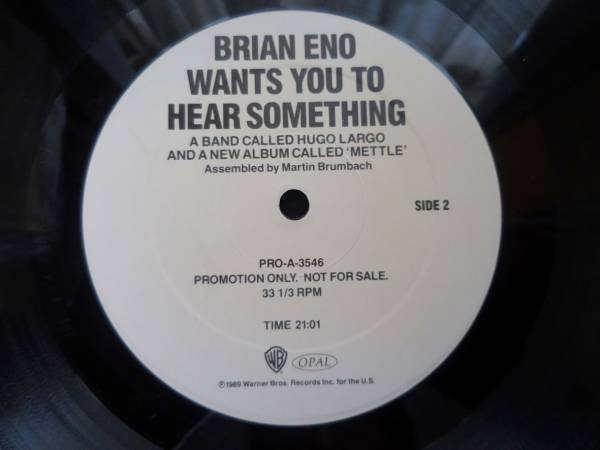 BRIAN ENO
WANTS YOU TO
HEAR SOMETHING
A BAND CALLED HUGO LARGO
AND A NEW ALBUM CALLED 'METTLE'
Assembled by Martin Brumbach
SIDE 2
PRO-A-3546
PROMOTION ONLY. NOT FOR SALE.
33 1/3 RPM
TIME 21:01
WB OPAL
℗1989 Warner Bros. Records Inc. for the U.S.